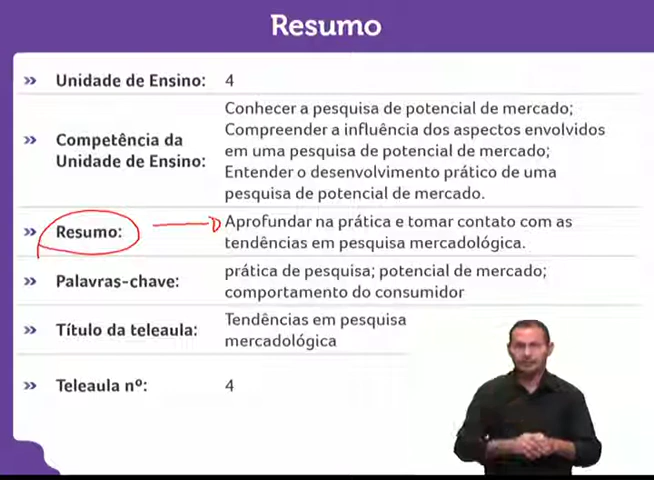 Resumo
» Unidade de Ensino: 4
» Competência da Unidade de Ensino:
Conhecer a pesquisa de potencial de mercado;
Compreender a influência dos aspectos envolvidos
em uma pesquisa de potencial de mercado;
Entender o desenvolvimento prático de uma
pesquisa de potencial de mercado.
» Resumo:
Aprofundar na prática e tomar contato com as
tendências em pesquisa mercadológica.
» Palavras-chave:
prática de pesquisa; potencial de mercado;
comportamento do consumidor
» Título da teleaula:
Tendências em pesquisa
mercadológica
» Teleaula nº: 4